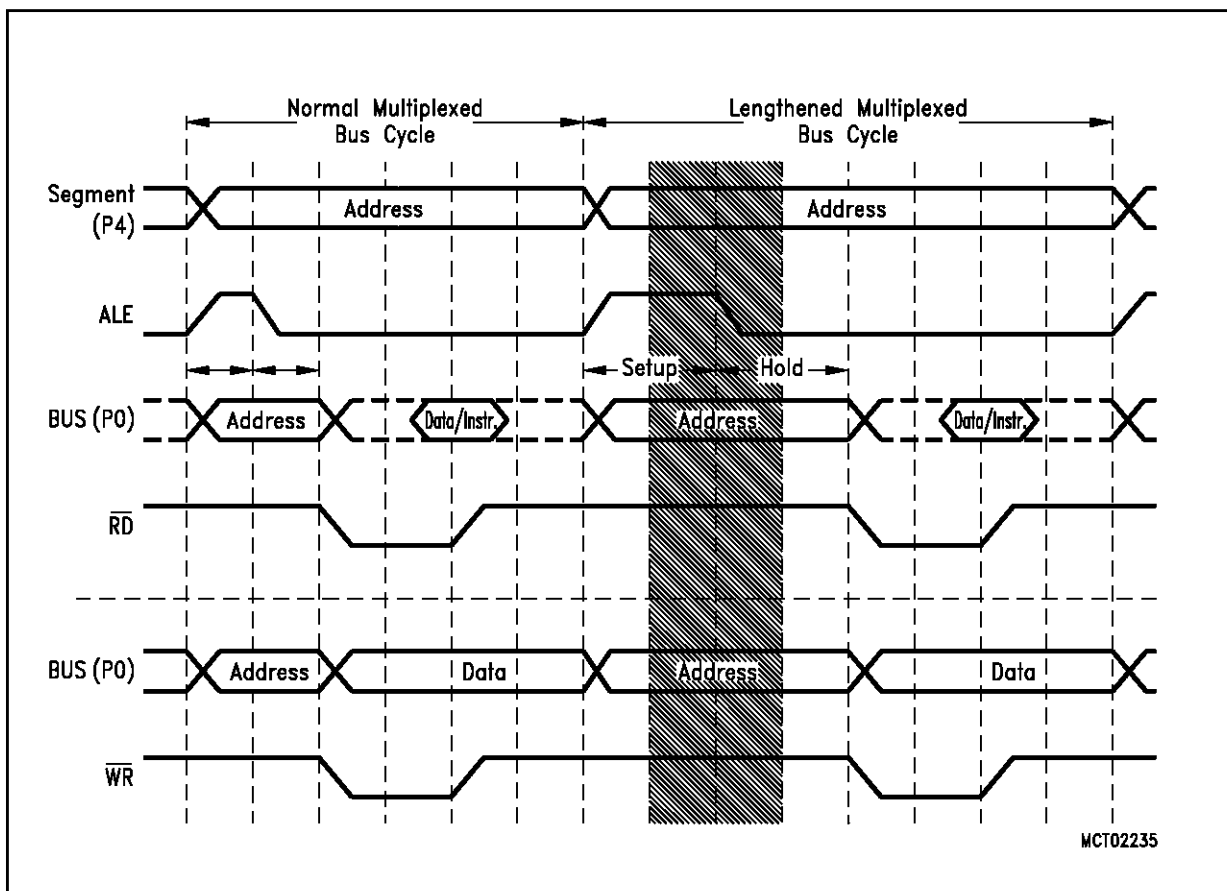 Normal Multiplexed
Bus Cycle
Lengthened Multiplexed
Bus Cycle
Segment
(P4)
Address
Address
ALE
Setup
Hold
BUS (P0)
Address
Data/Instr.
Address
Data/Instr.
RD
BUS (P0)
Address
Data
Address
Data
WR
MCT02235